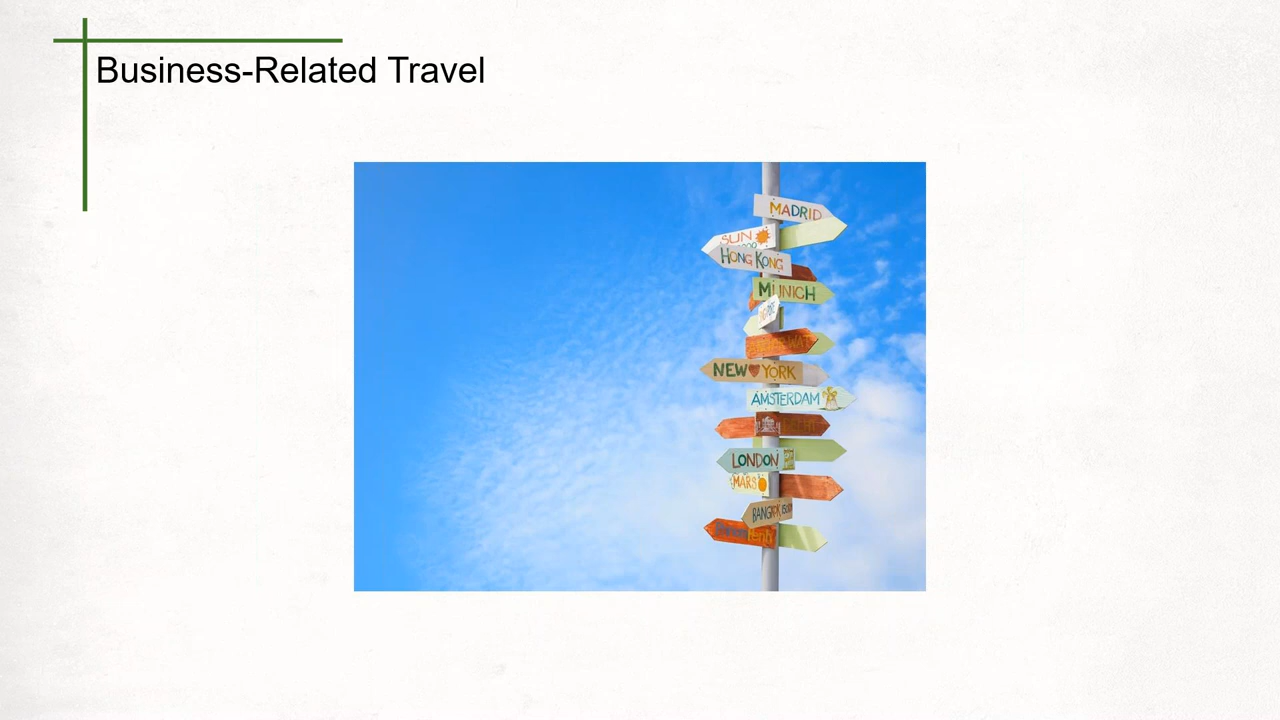 Business-Related Travel
MADRID
SUN
HONG KONG
MUNICH
NEW YORK
AMSTERDAM
LONDON
MARS
BANGKOK